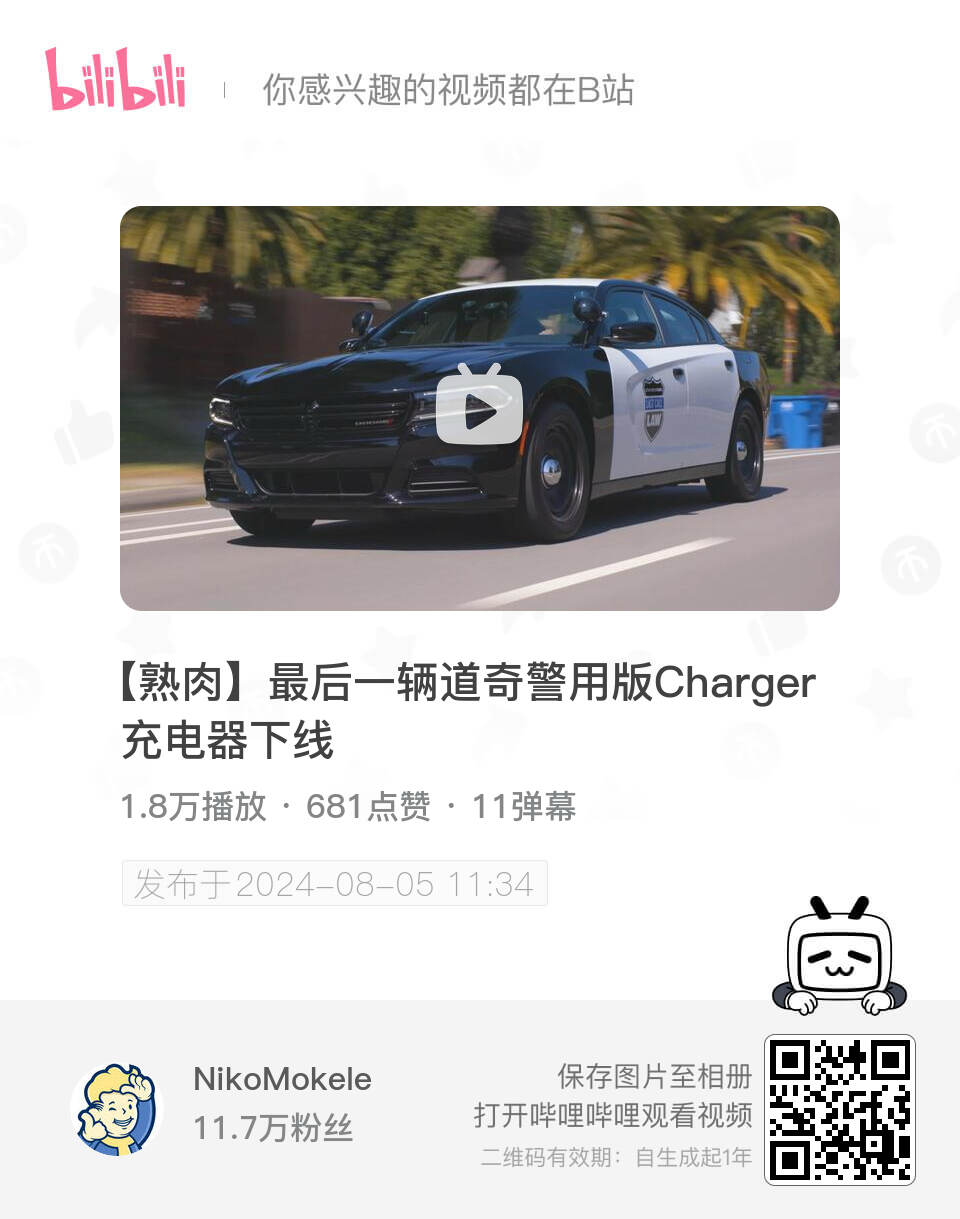 bilibili
你感兴趣的视频都在B站
DODGE
LAW
【熟肉】最后一辆道奇警用版Charger
充电器下线
1.8万播放 · 681点赞 · 11弹幕
发布于2024-08-05 11:34
NikoMokele
11.7万粉丝
保存图片至相册
打开哔哩哔哩观看视频
二维码有效期：自生成起1年